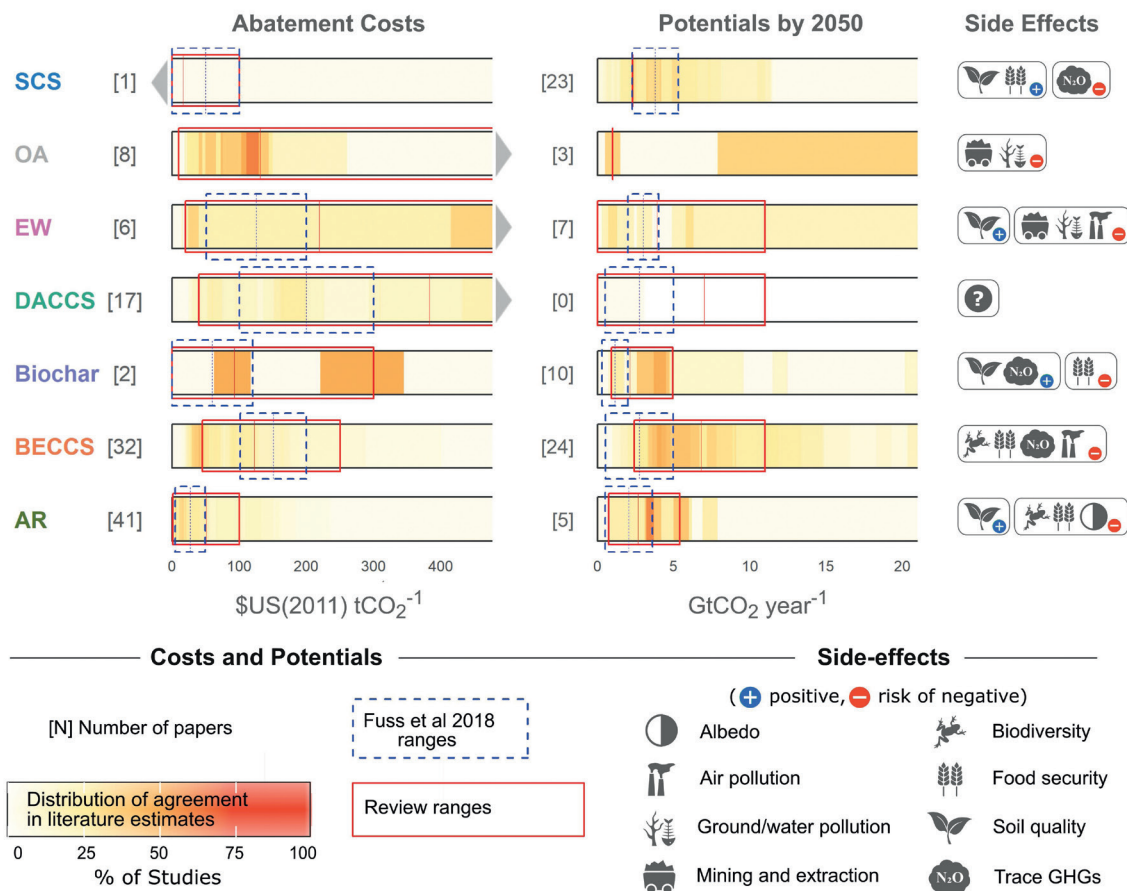 Abatement Costs Potentials by 2050 Side Effects
SCS [1] [23] N₂O
OA [8] [3]
EW [6] [7]
DACCS [17] [0] ?
Biochar [2] [10] N₂O
BECCS [32] [24] N₂O
AR [41] [5]
0 100 200 300 400 0 5 10 15 20
$US(2011) tCO₂⁻¹ GtCO₂ year⁻¹
Costs and Potentials Side-effects
(+ positive, − risk of negative)
[N] Number of papers
Fuss et al 2018
ranges
Distribution of agreement
in literature estimates
0 25 50 75 100
% of Studies
Review ranges
Albedo Biodiversity
Air pollution Food security
Ground/water pollution Soil quality
Mining and extraction N₂O Trace GHGs